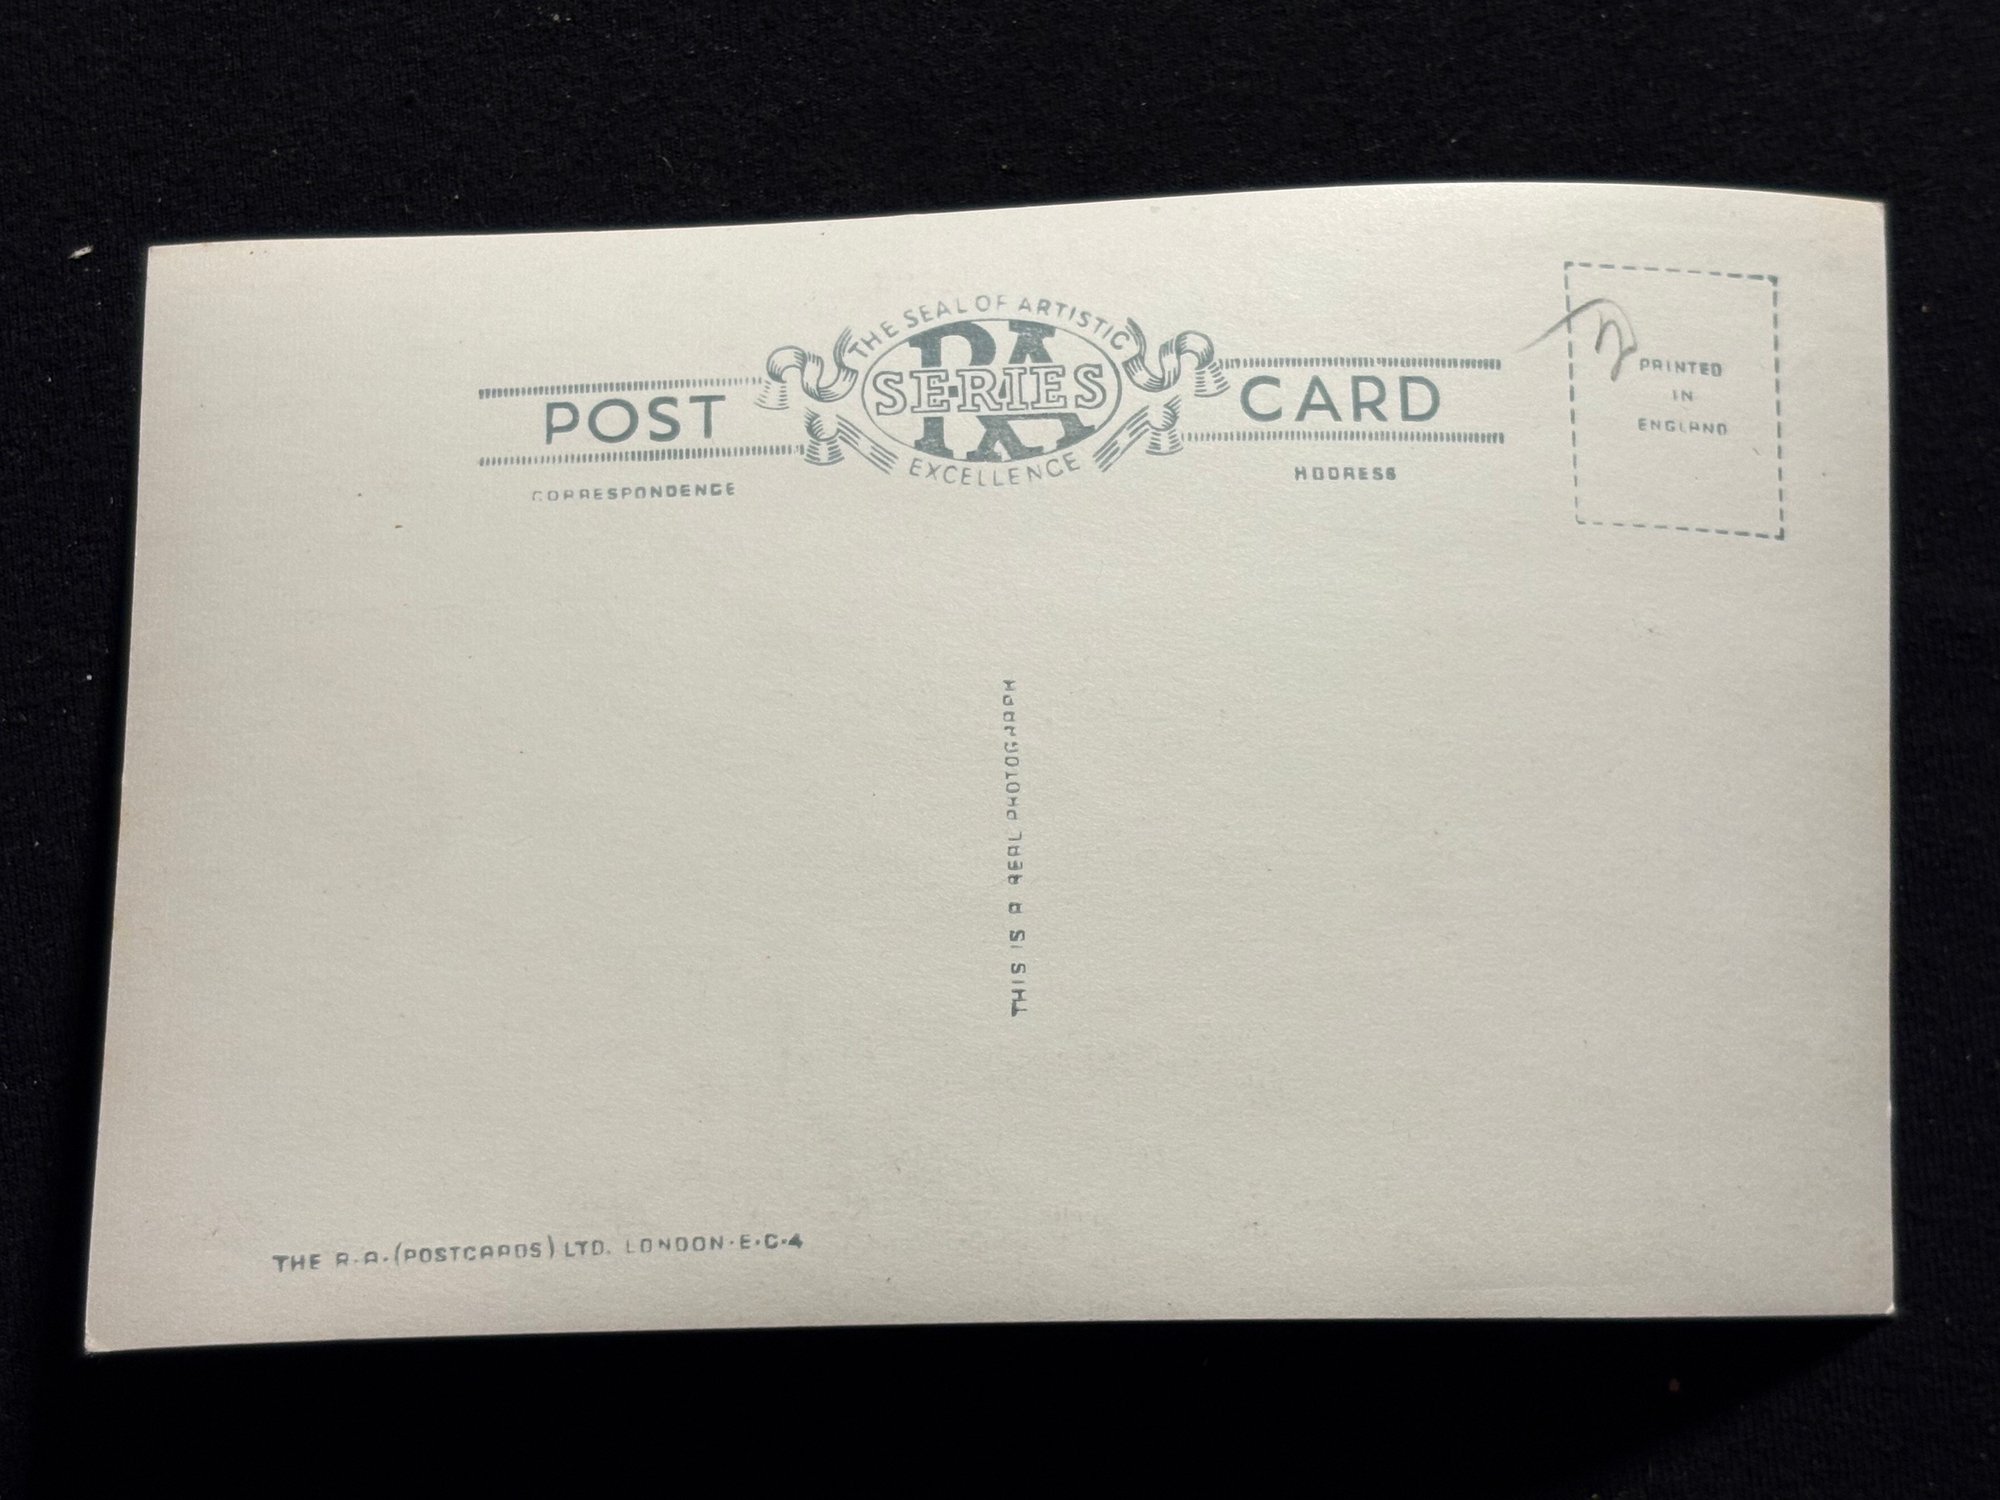 THE SEAL OF ARTISTIC
RA
SERIES
EXCELLENCE
POST CARD
CORRESPONDENCE
ADDRESS
PRINTED
IN
ENGLAND
THIS IS A REAL PHOTOGRAPH
THE R.A. (POSTCARDS) LTD. LONDON·E·C·4